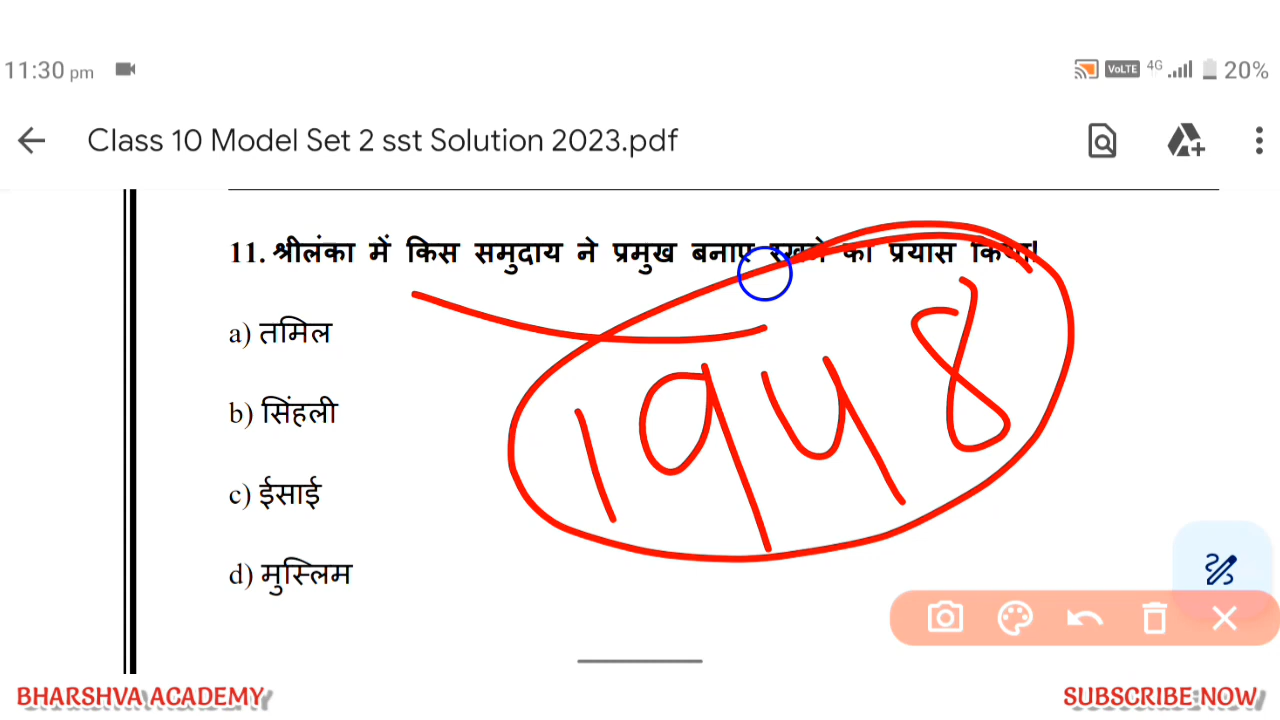 11:30 pm VoLTE 4G 20%
Class 10 Model Set 2 sst Solution 2023.pdf
11. श्रीलंका में किस समुदाय ने प्रमुख बनाए रखने का प्रयास किया।
a) तमिल
b) सिंहली
1948
c) ईसाई
d) मुस्लिम
BHARSHVA ACADEMY
SUBSCRIBE NOW